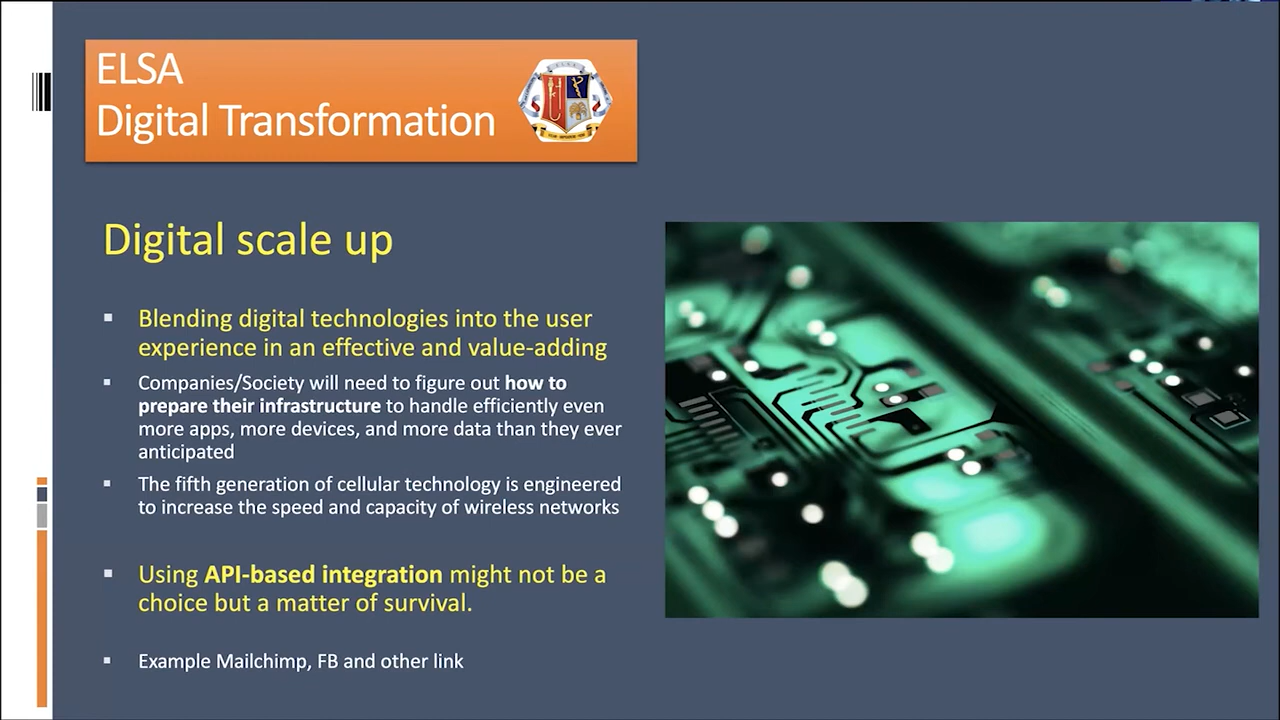 ELSA
Digital Transformation
Digital scale up
▪ Blending digital technologies into the user
experience in an effective and value-adding
▪ Companies/Society will need to figure out how to
prepare their infrastructure to handle efficiently even
more apps, more devices, and more data than they ever
anticipated
▪ The fifth generation of cellular technology is engineered
to increase the speed and capacity of wireless networks
▪ Using API-based integration might not be a
choice but a matter of survival.
▪ Example Mailchimp, FB and other link